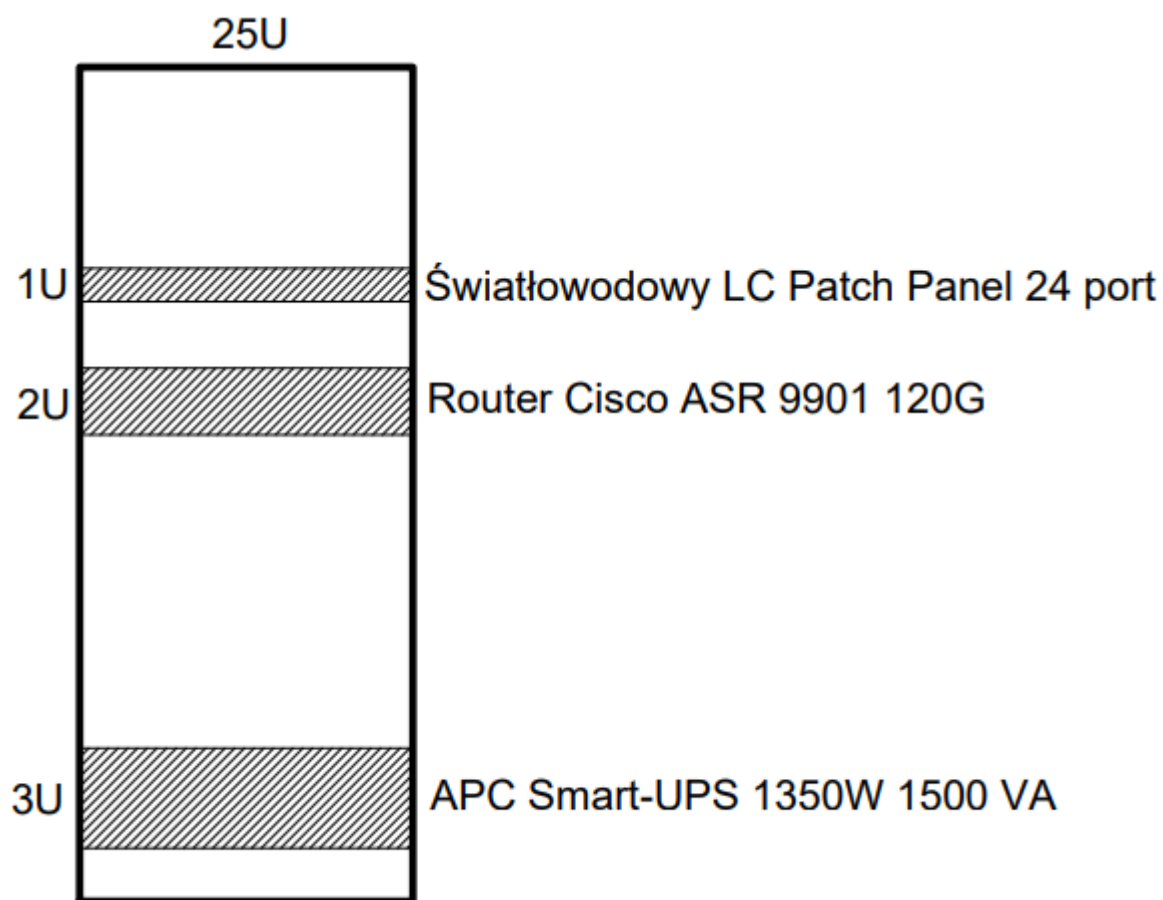 25U
1U Światłowodowy LC Patch Panel 24 port
2U Router Cisco ASR 9901 120G
3U APC Smart-UPS 1350W 1500 VA